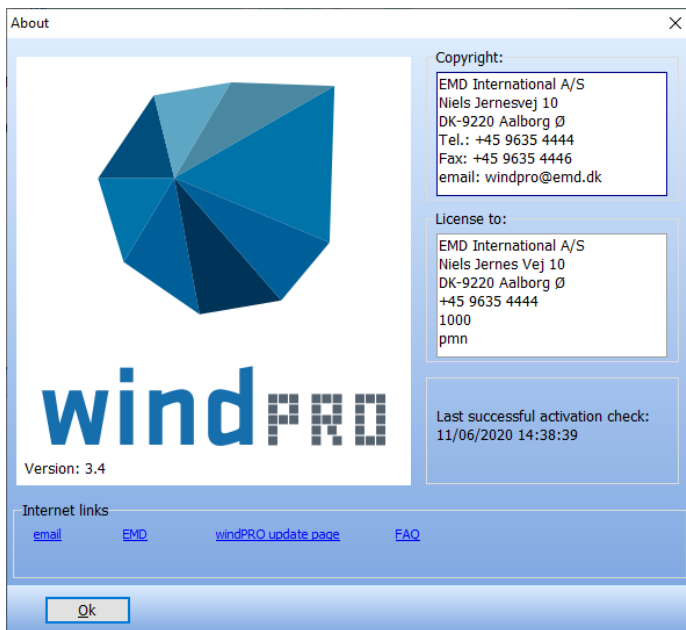 About
windPRO
Version: 3.4
Copyright:
EMD International A/S
Niels Jernesvej 10
DK-9220 Aalborg Ø
Tel.: +45 9635 4444
Fax: +45 9635 4446
email: windpro@emd.dk
License to:
EMD International A/S
Niels Jernes Vej 10
DK-9220 Aalborg Ø
+45 9635 4444
1000
pmn
Last successful activation check:
11/06/2020 14:38:39
Internet links
email EMD windPRO update page FAQ
Ok